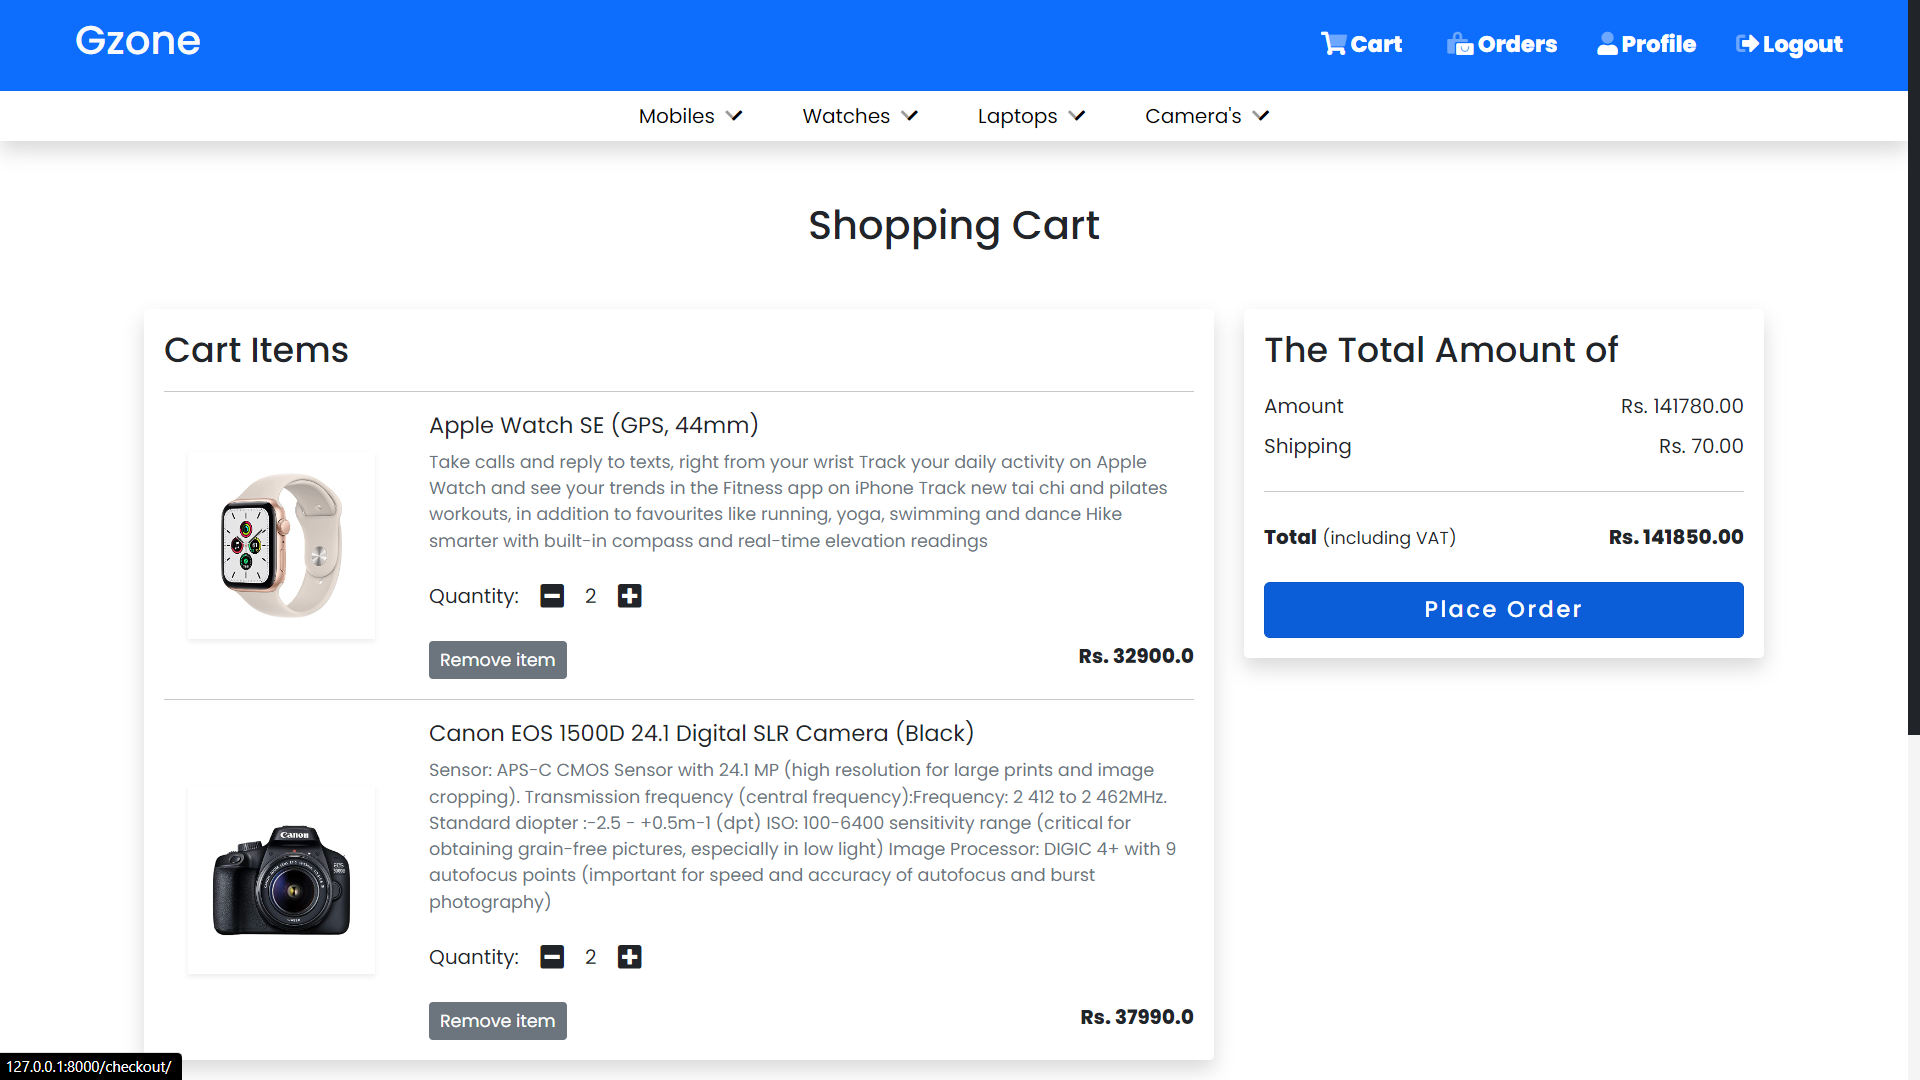 Gzone
Cart Orders Profile Logout
Mobiles Watches Laptops Camera's
Shopping Cart
Cart Items
Apple Watch SE (GPS, 44mm)
Take calls and reply to texts, right from your wrist Track your daily activity on Apple
Watch and see your trends in the Fitness app on iPhone Track new tai chi and pilates
workouts, in addition to favourites like running, yoga, swimming and dance Hike
smarter with built-in compass and real-time elevation readings
Quantity: 2
Remove item
Rs. 32900.0
Canon EOS 1500D 24.1 Digital SLR Camera (Black)
Sensor: APS-C CMOS Sensor with 24.1 MP (high resolution for large prints and image
cropping). Transmission frequency (central frequency):Frequency: 2 412 to 2 462MHz.
Standard diopter :-2.5 - +0.5m-1 (dpt) ISO: 100-6400 sensitivity range (critical for
obtaining grain-free pictures, especially in low light) Image Processor: DIGIC 4+ with 9
autofocus points (important for speed and accuracy of autofocus and burst
photography)
Canon
Quantity: 2
Remove item
Rs. 37990.0
The Total Amount of
Amount Rs. 141780.00
Shipping Rs. 70.00
Total (including VAT) Rs. 141850.00
Place Order
127.0.0.1:8000/checkout/